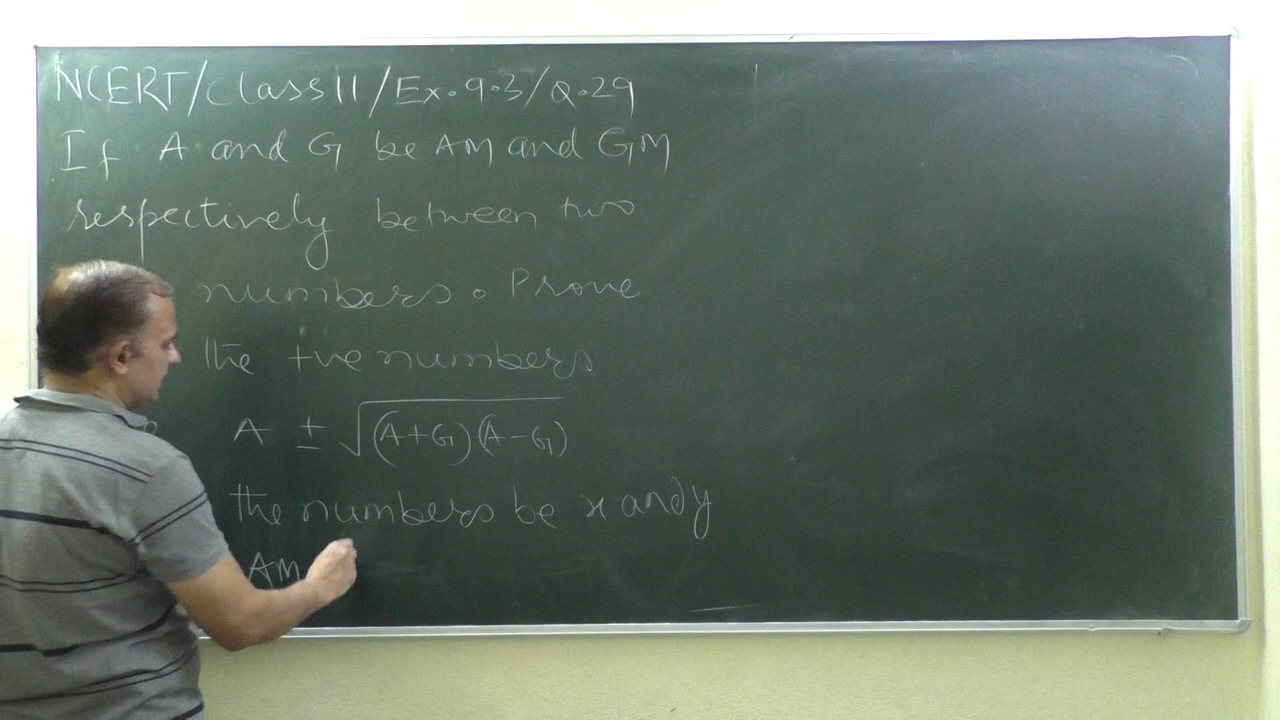 NCERT/Class 11/Ex.9.3/Q.29
If A and G be AM and GM
respectively between two
numbers. Prove
the +ve numbers
A ± √(A+G)(A-G)
the numbers be x and y
AM